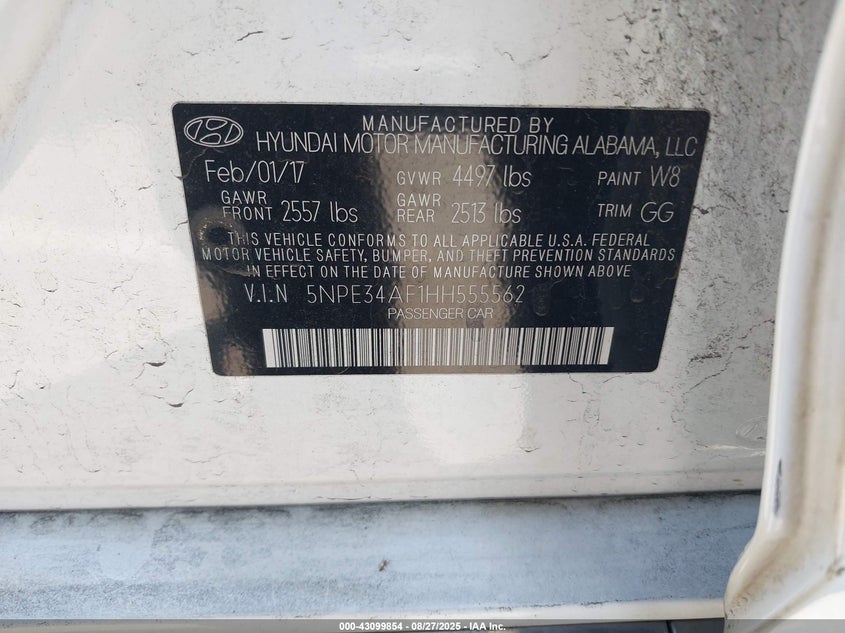 MANUFACTURED BY
HYUNDAI MOTOR MANUFACTURING ALABAMA, LLC
Feb/01/17 GVWR 4497 lbs PAINT W8
GAWR FRONT 2557 lbs GAWR REAR 2513 lbs TRIM GG
THIS VEHICLE CONFORMS TO ALL APPLICABLE U.S.A. FEDERAL
MOTOR VEHICLE SAFETY, BUMPER, AND THEFT PREVENTION STANDARDS
IN EFFECT ON THE DATE OF MANUFACTURE SHOWN ABOVE
V.I.N 5NPE34AF1HH555562
PASSENGER CAR
000-43099854 - 08/27/2025 - IAA Inc.